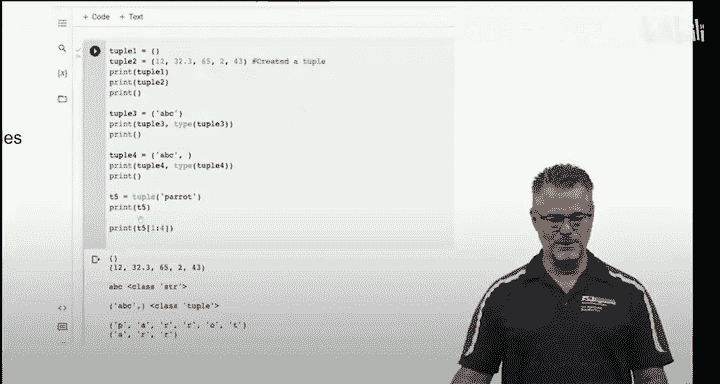 + Code + Text
es
tuple1 = ()
tuple2 = (12, 32.3, 65, 2, 43) #Created a tuple
print(tuple1)
print(tuple2)
print()
tuple3 = ('abc')
print(tuple3, type(tuple3))
print()
tuple4 = ('abc', )
print(tuple4, type(tuple4))
print()
t5 = tuple('parrot')
print(t5)
print(t5[1:4])
()
(12, 32.3, 65, 2, 43)
abc <class 'str'>
('abc',) <class 'tuple'>
('p', 'a', 'r', 'r', 'o', 't')
('a', 'r', 'r')